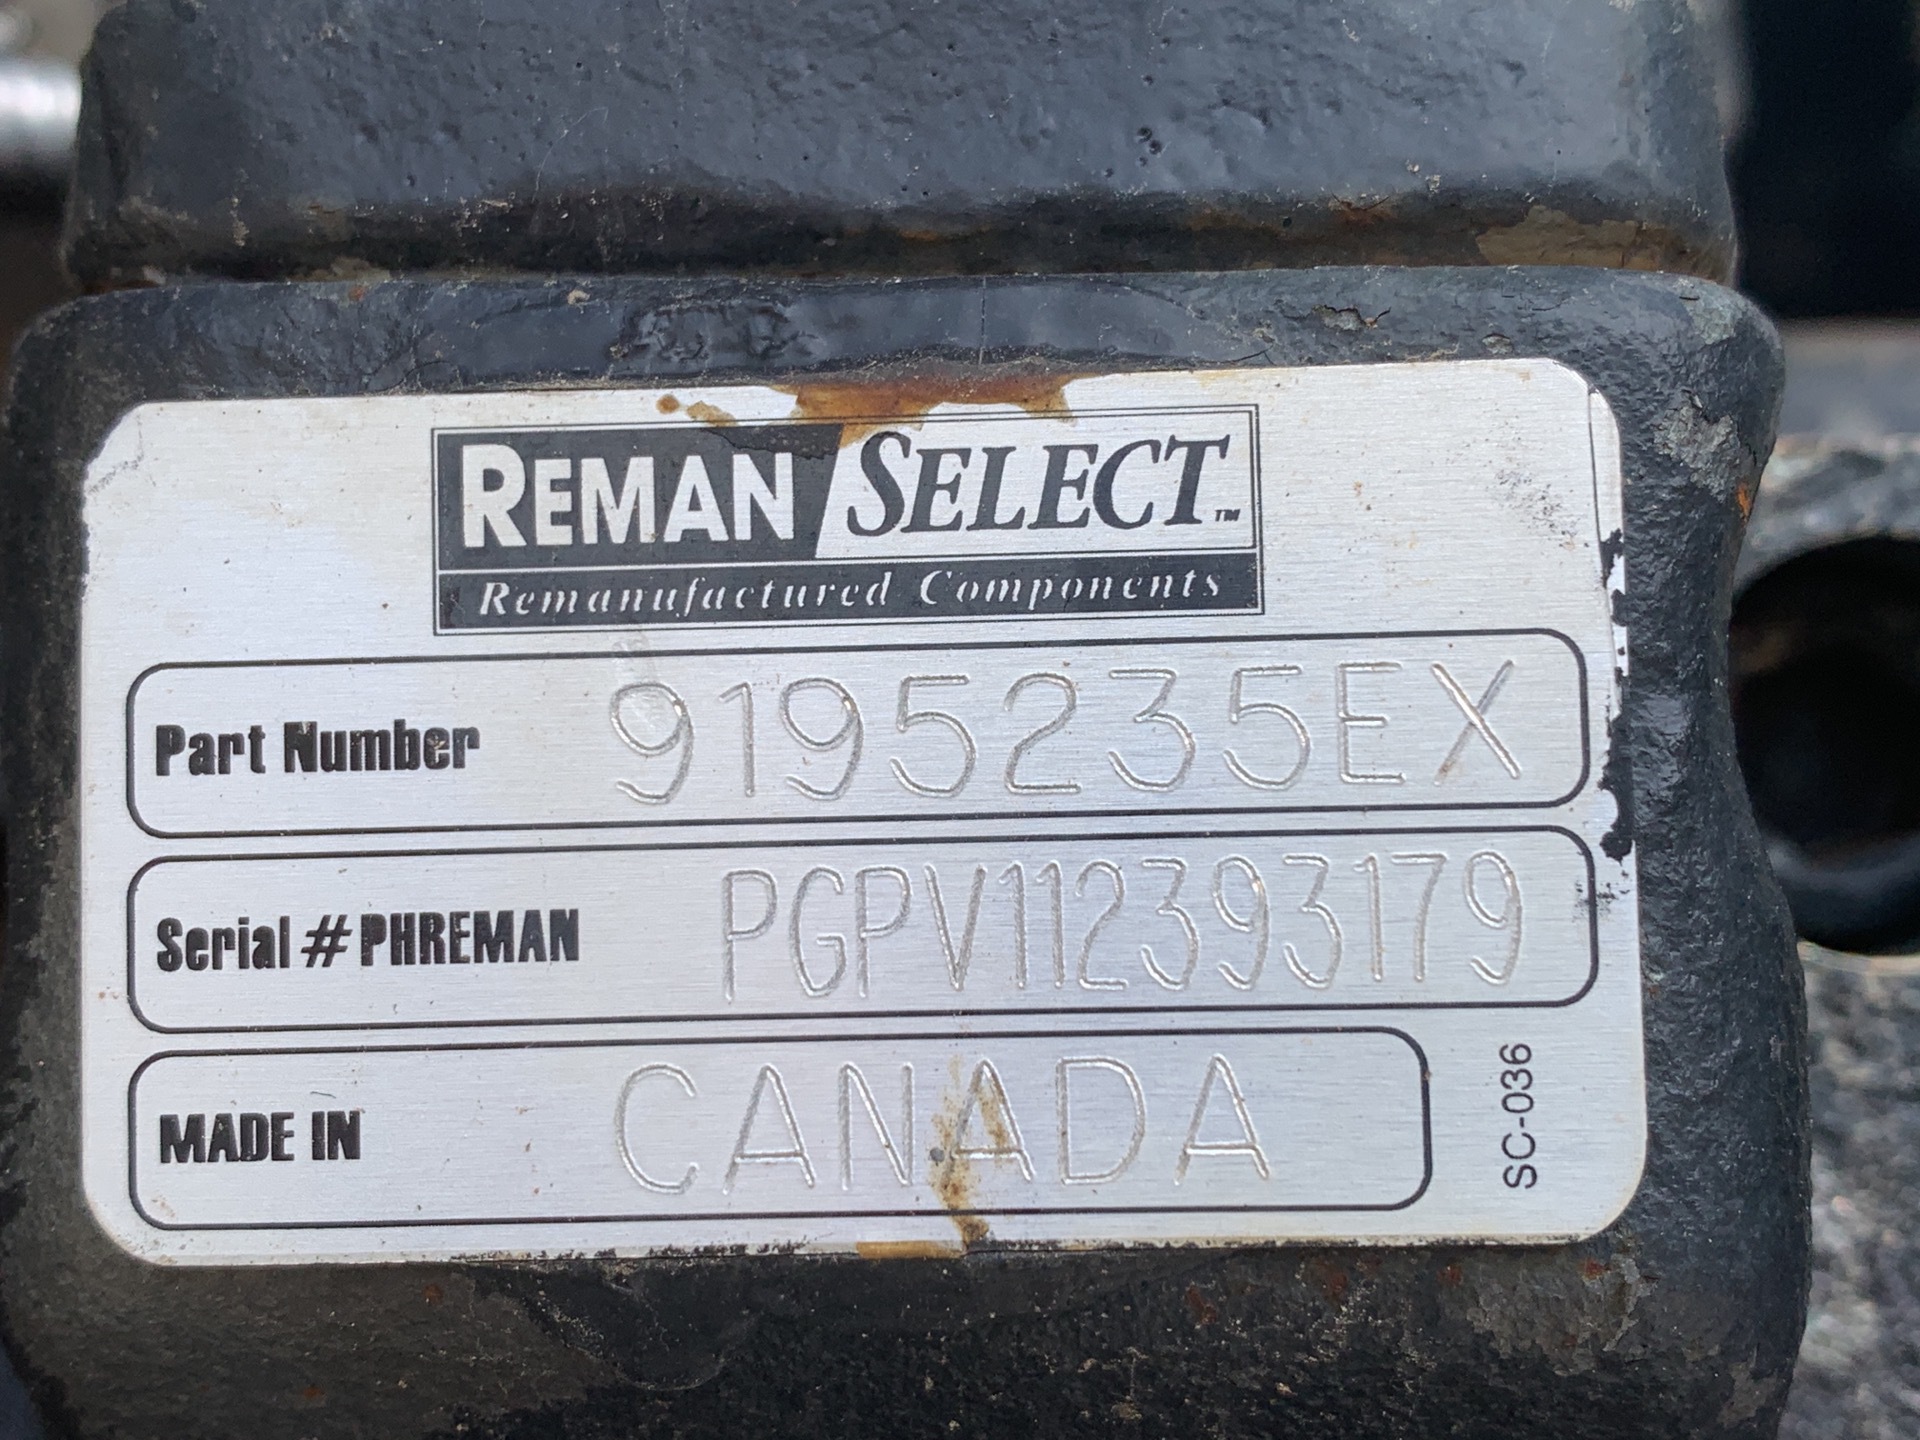 REMAN SELECT™
Remanufactured Components
Part Number 9195235EX
Serial # PHREMAN PGPV112393179
MADE IN CANADA
SC-036